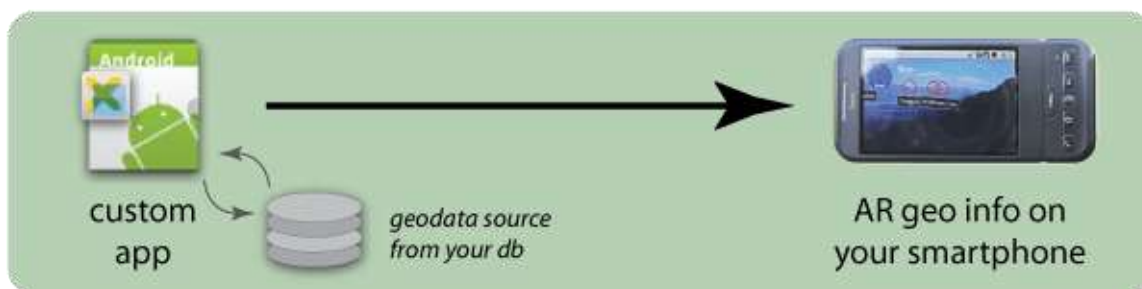 Android
custom
app
geodata source
from your db
AR geo info on
your smartphone